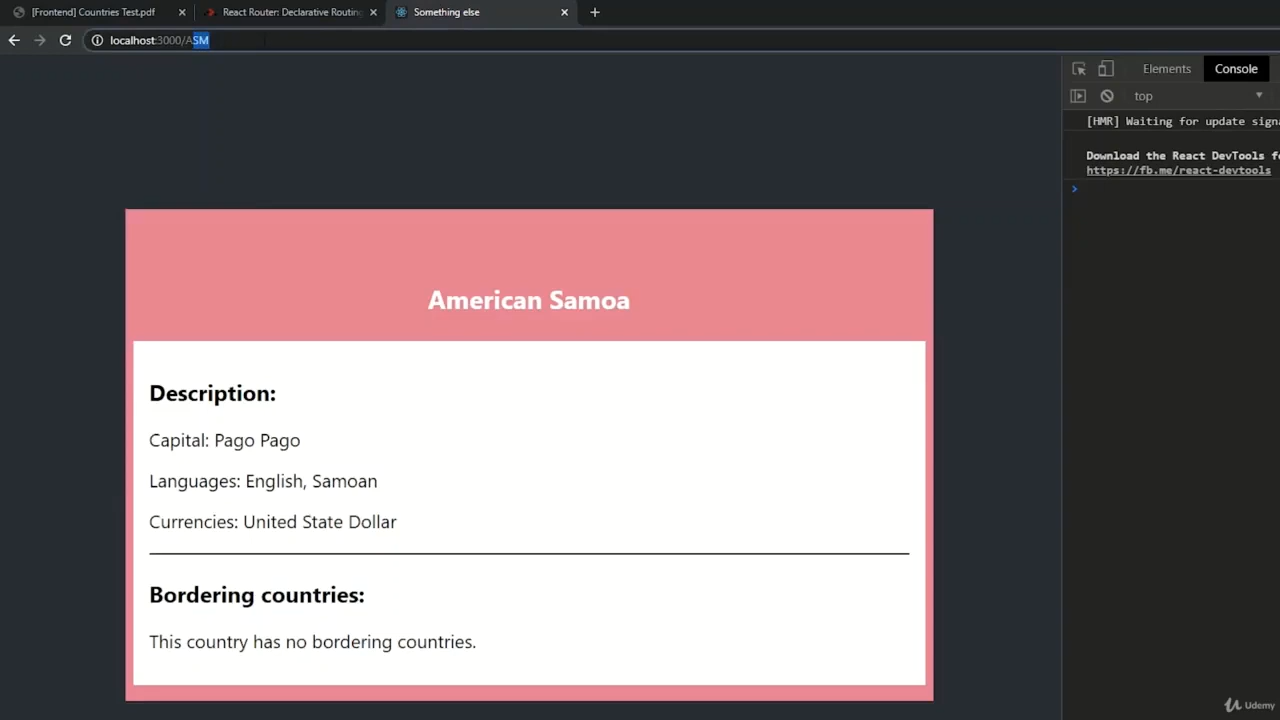 [Frontend] Countries Test.pdf
React Router: Declarative Routing
Something else
localhost:3000/ASM
Elements
Console
top
[HMR] Waiting for update signa
Download the React DevTools fo
https://fb.me/react-devtools
American Samoa
Description:
Capital: Pago Pago
Languages: English, Samoan
Currencies: United State Dollar
Bordering countries:
This country has no bordering countries.
Udemy